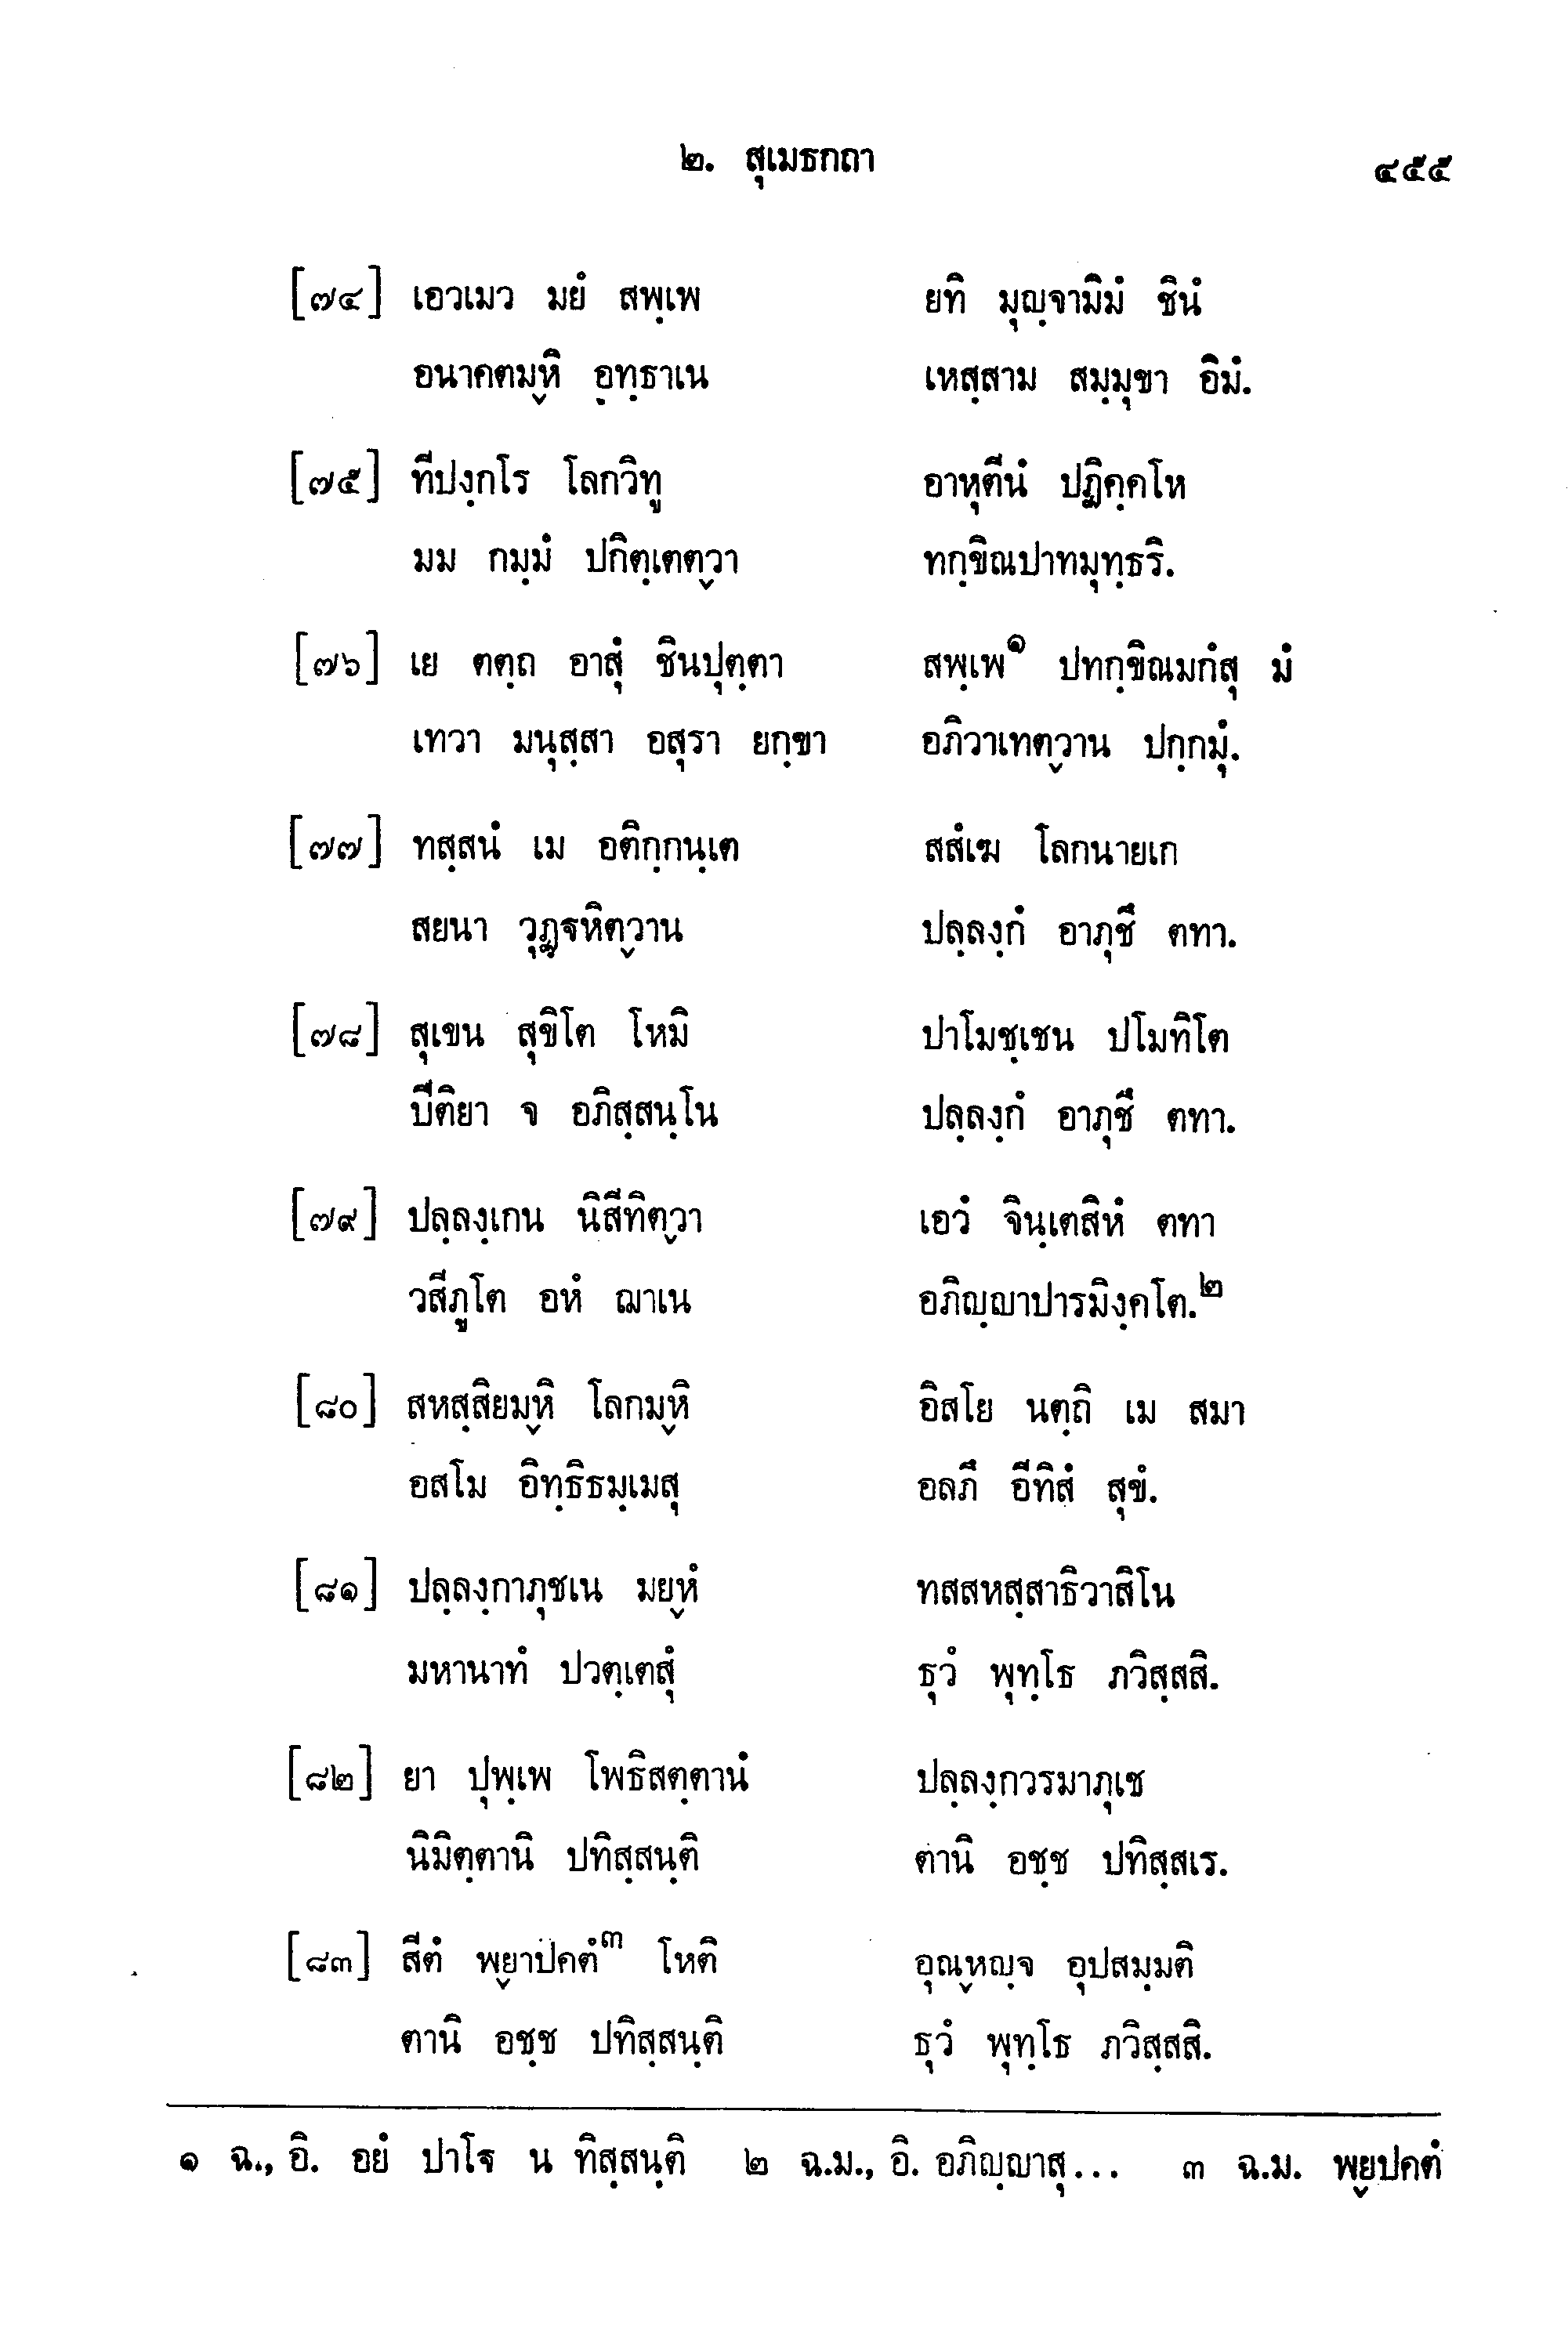 ๒. สุเมธกถา ๔๕๕
[๗๔] เอวเมว มยํ สพฺเพ ยทิ มุญฺจามิมํ ชินํ
อนาคตมฺหิ อฺทฺธาเน เหสฺสาม สมฺมุขา อิมํ.
[๗๕] ทีปงฺกโร โลกวิทู อาหุตีนํ ปฏิคฺคโห
มม กมฺมํ ปกิตฺเตตฺวา ทกฺขิณปาทมุทฺธริ.
[๗๖] เย ตตฺถ อาสุํ ชินปุตฺตา สพฺเพ๑ ปทกฺขิณมกํสุ มํ
เทวา มนุสฺสา อสุรา ยกฺขา อภิวาเทตฺวาน ปกฺกมุํ.
[๗๗] ทสฺสนํ เม อติกฺกนฺเต สสํเฆ โลกนายเก
สยนา วุฏฺฐหิตฺวาน ปลฺลงฺกํ อาภุชึ ตทา.
[๗๘] สุเขน สุขิโต โหมิ ปาโมชฺเชน ปโมทิโต
ปีติยา จ อภิสฺสนฺโน ปลฺลงฺกํ อาภุชึ ตทา.
[๗๙] ปลฺลงฺเกน นิสีทิตฺวา เอวํ จินฺเตสิหํ ตทา
วสีภูโต อหํ ฌาเน อภิญฺญาปารมิงฺคโต.๒
[๘๐] สหสฺสิยมฺหิ โลกมฺหิ อิสโย นตฺถิ เม สมา
อสโม อิทฺธิธมฺเมสุ อลภึ อีทิสํ สุขํ.
[๘๑] ปลฺลงฺกาภุชเน มยฺหํ ทสสหสฺสาธิวาสิโน
มหานาทํ ปวตฺเตสุํ ธุวํ พุทฺโธ ภวิสฺสสิ.
[๘๒] ยา ปุพฺเพ โพธิสตฺตานํ ปลฺลงฺกวรมาภุเช
นิมิตฺตานิ ปทิสฺสนฺติ ตานิ อชฺช ปทิสฺสเร.
[๘๓] สีตํ พฺยาปคตํ๓ โหติ อุณฺหญฺจ อุปสมฺมติ
ตานิ อชฺช ปทิสฺสนฺติ ธุวํ พุทฺโธ ภวิสฺสสิ.
๑ ฉ., อิ. อยํ ปาโฐ น ทิสฺสนฺติ ๒ ฉ.ม., อิ. อภิญฺญาสุ... ๓ ฉ.ม. พฺยปคตํ